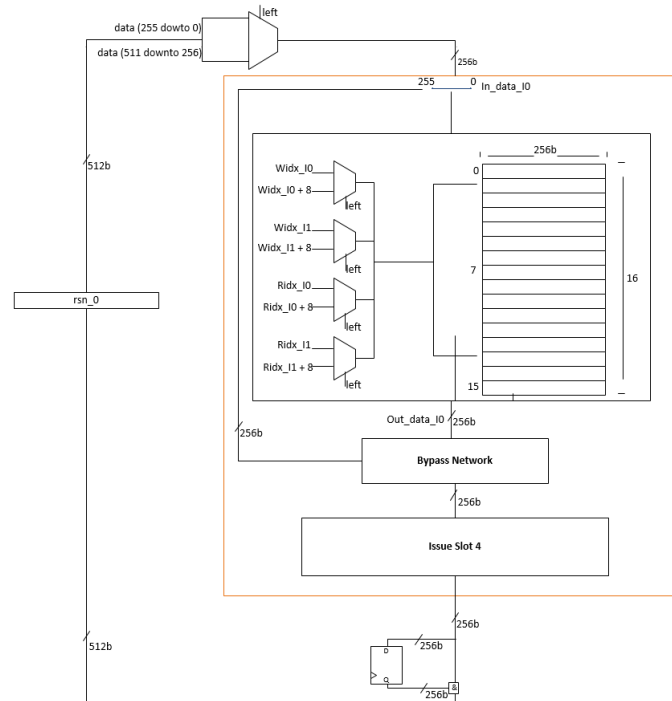 left
data (255 dowto 0)
data (511 downto 256)
256b
255 0 In_data_I0
512b
256b
0
Widx_I0
Widx_I0 + 8
left
Widx_I1
Widx_I1 + 8
left
7
16
Ridx_I0
Ridx_I0 + 8
left
rsn_0
Ridx_I1
Ridx_I1 + 8
left
15
Out_data_I0 256b
256b
Bypass Network
256b
Issue Slot 4
256b
512b
256b
D
Q
256b
&